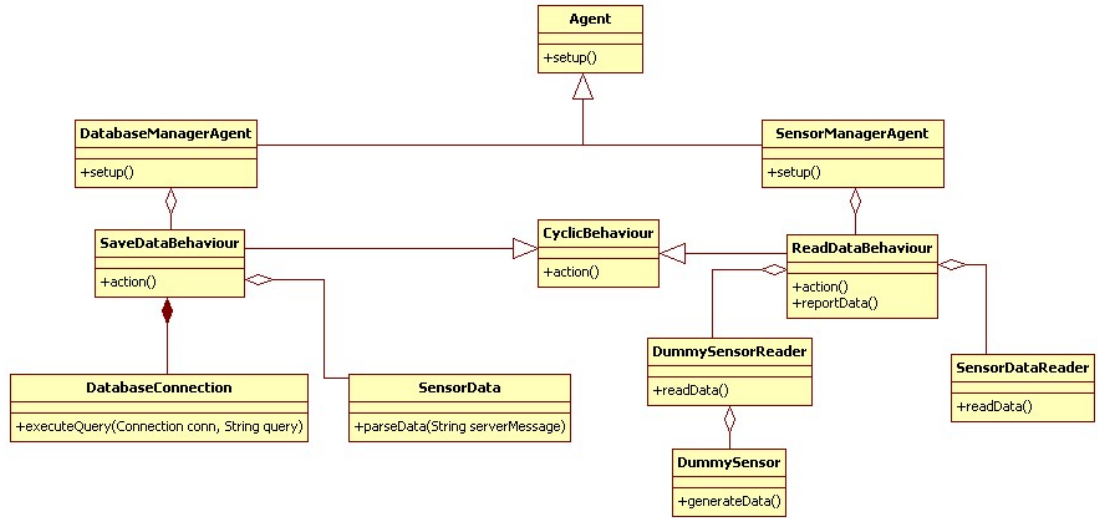 Agent
+setup()
DatabaseManagerAgent
+setup()
SensorManagerAgent
+setup()
SaveDataBehaviour
+action()
CyclicBehaviour
+action()
ReadDataBehaviour
+action()
+reportData()
DatabaseConnection
+executeQuery(Connection conn, String query)
SensorData
+parseData(String serverMessage)
DummySensorReader
+readData()
SensorDataReader
+readData()
DummySensor
+generateData()